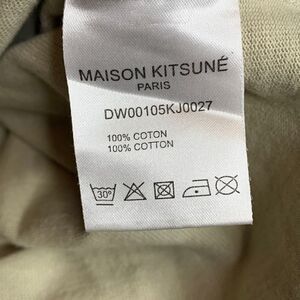 MAISON KITSUNÉ
PARIS
DW00105KJ0027
100% COTON
100% COTTON
30°